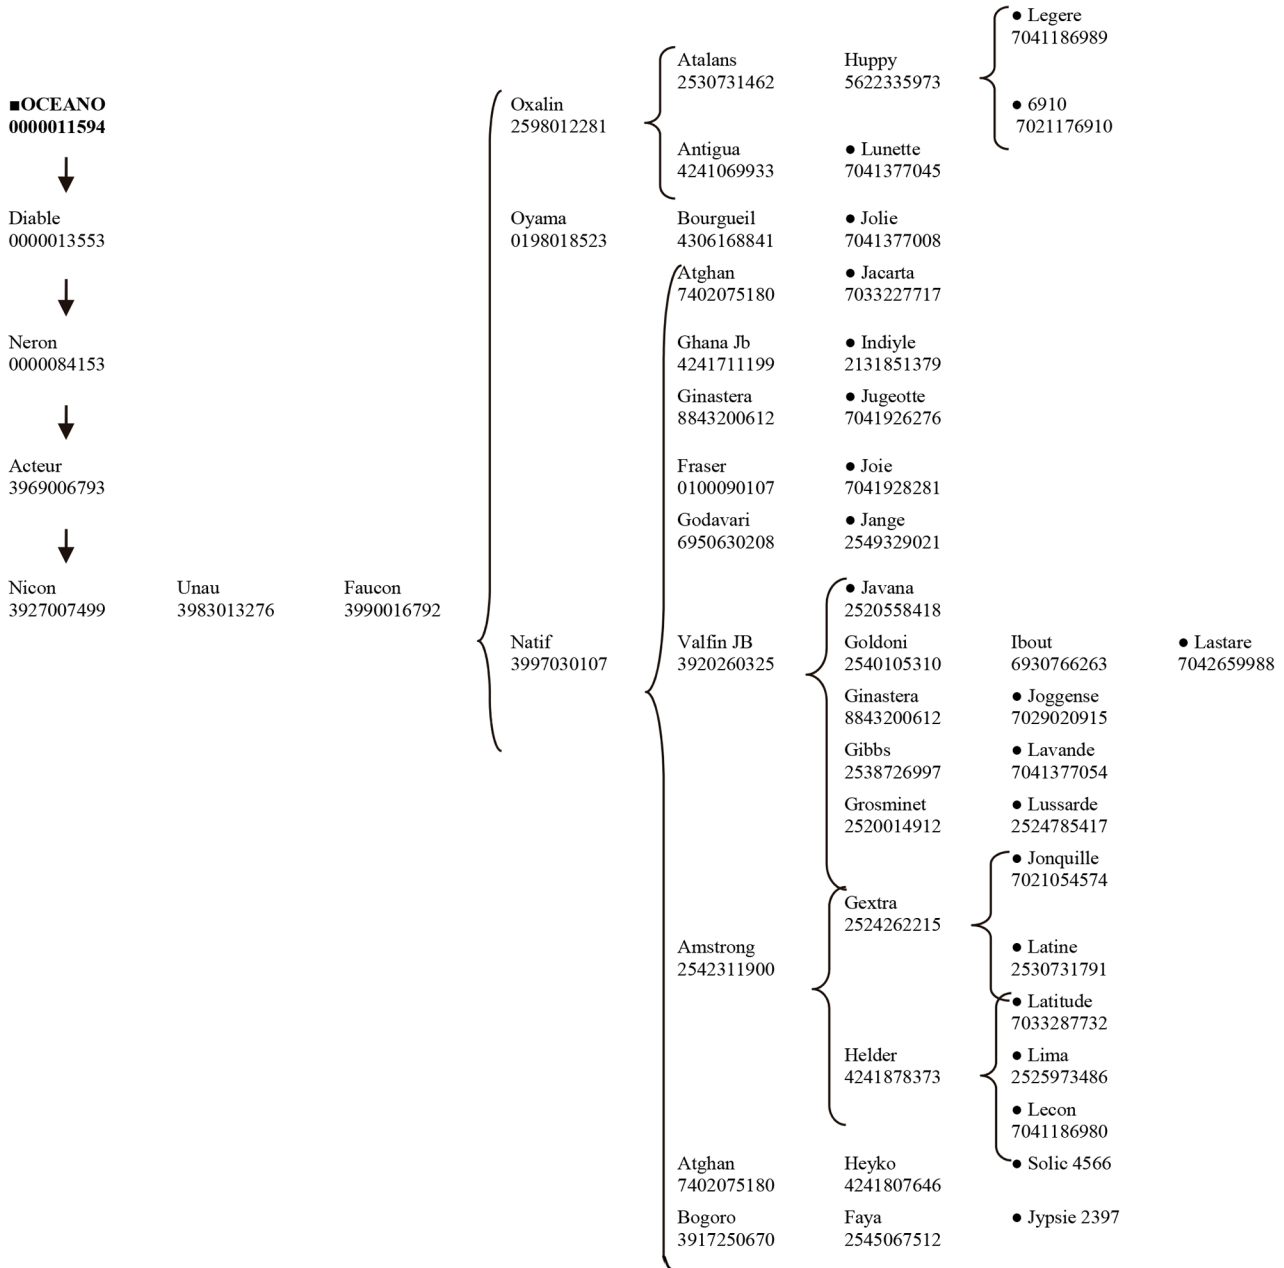 ● Legere
7041186989
Atalans
2530731462
Huppy
5622335973
■OCEANO
0000011594
Oxalin
2598012281
● 6910
7021176910
Antigua
4241069933
● Lunette
7041377045
Diable
0000013553
Oyama
0198018523
Bourgueil
4306168841
● Jolie
7041377008
Atghan
7402075180
● Jacarta
7033227717
Neron
0000084153
Ghana Jb
4241711199
● Indiyle
2131851379
Ginastera
8843200612
● Jugeotte
7041926276
Acteur
3969006793
Fraser
0100090107
● Joie
7041928281
Godavari
6950630208
● Jange
2549329021
Nicon
3927007499
Unau
3983013276
Faucon
3990016792
● Javana
2520558418
Natif
3997030107
Valfin JB
3920260325
Goldoni
2540105310
Ibout
6930766263
● Lastare
7042659988
Ginastera
8843200612
● Joggense
7029020915
Gibbs
2538726997
● Lavande
7041377054
Grosminet
2520014912
● Lussarde
2524785417
● Jonquille
7021054574
Gextra
2524262215
Amstrong
2542311900
● Latine
2530731791
● Latitude
7033287732
Helder
4241878373
● Lima
2525973486
● Lecon
7041186980
Atghan
7402075180
Heyko
4241807646
● Solic 4566
Bogoro
3917250670
Faya
2545067512
● Jypsie 2397